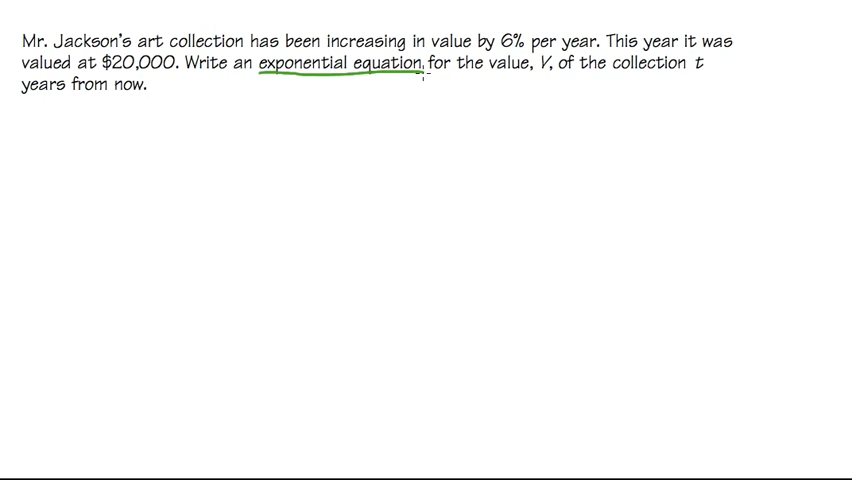 Mr. Jackson's art collection has been increasing in value by 6% per year. This year it was
valued at $20,000. Write an exponential equation for the value, V, of the collection t
years from now.